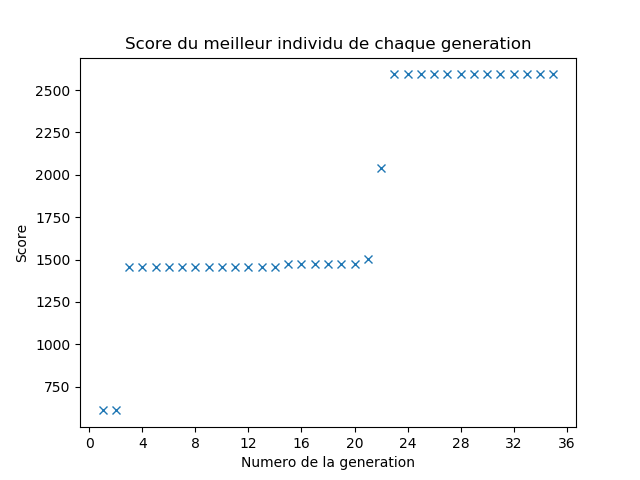 Score du meilleur individu de chaque generation
2500
2250
2000
1750
1500
1250
1000
750
Score
0 4 8 12 16 20 24 28 32 36
Numero de la generation